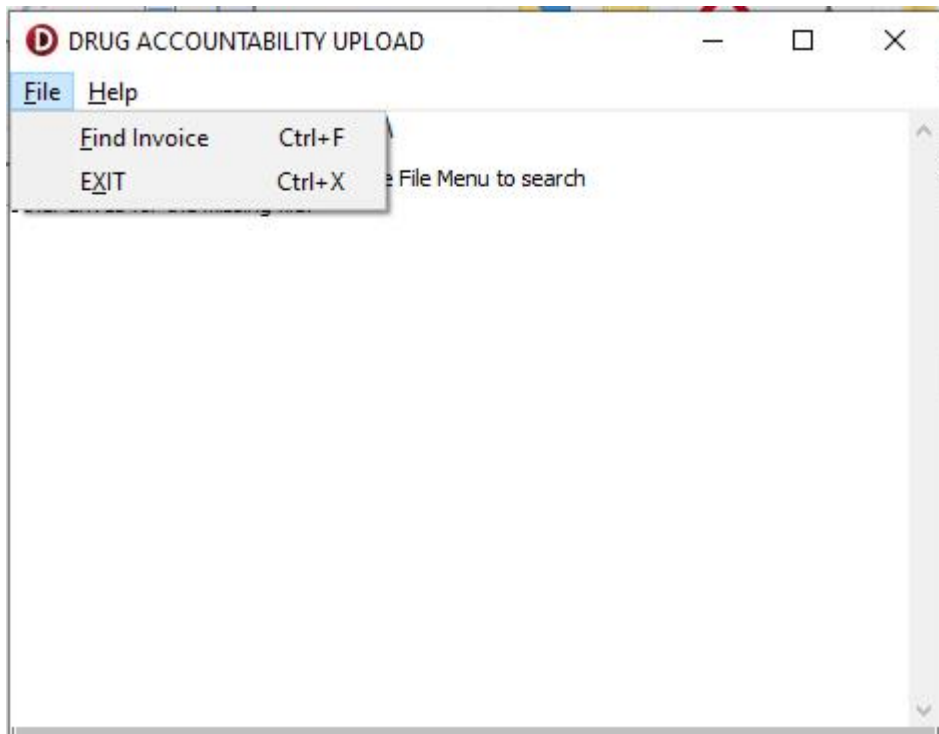 DRUG ACCOUNTABILITY UPLOAD
File Help
Find Invoice Ctrl+F
EXIT Ctrl+X
File Menu to search